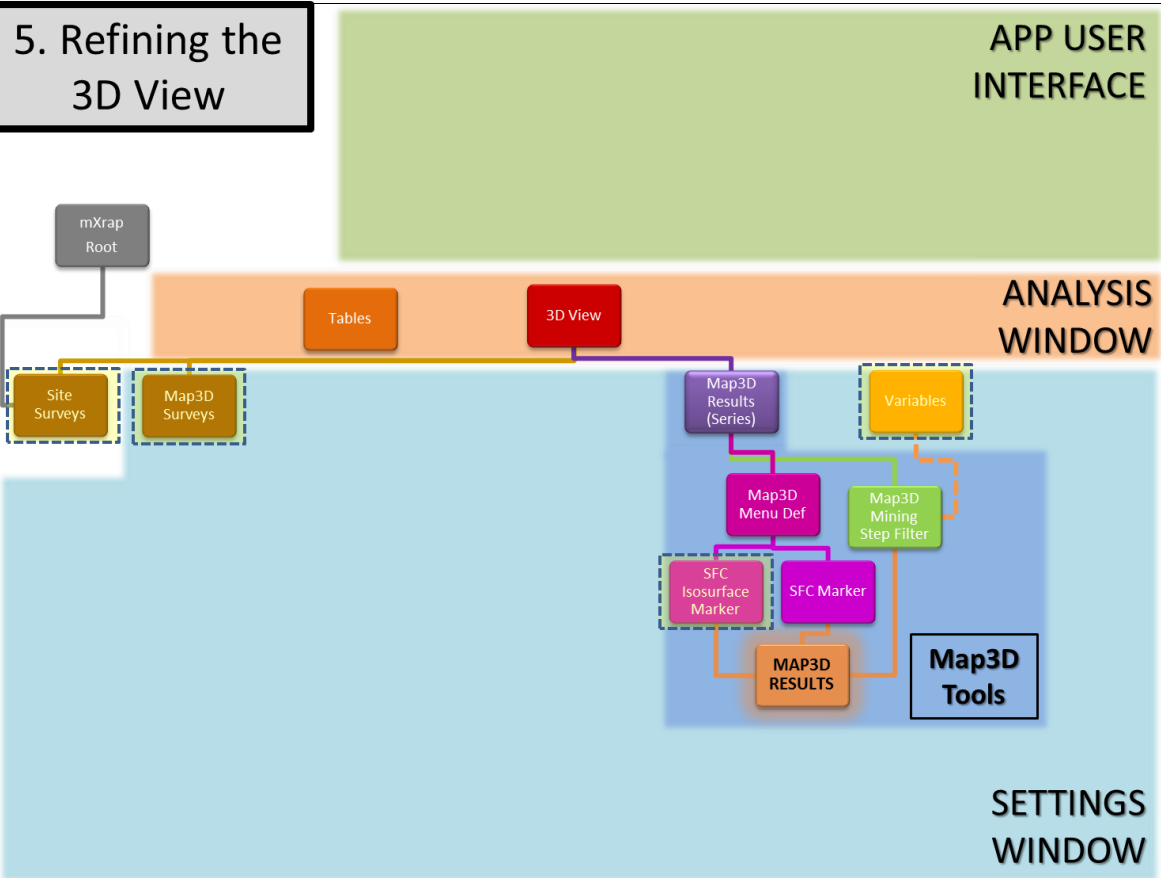 5. Refining the
3D View
APP USER
INTERFACE
mXrap
Root
ANALYSIS
WINDOW
Tables
3D View
Site
Surveys
Map3D
Surveys
Map3D
Results
(Series)
Variables
Map3D
Menu Def
Map3D
Mining
Step Filter
SFC
Isosurface
Marker
SFC Marker
MAP3D
RESULTS
Map3D
Tools
SETTINGS
WINDOW